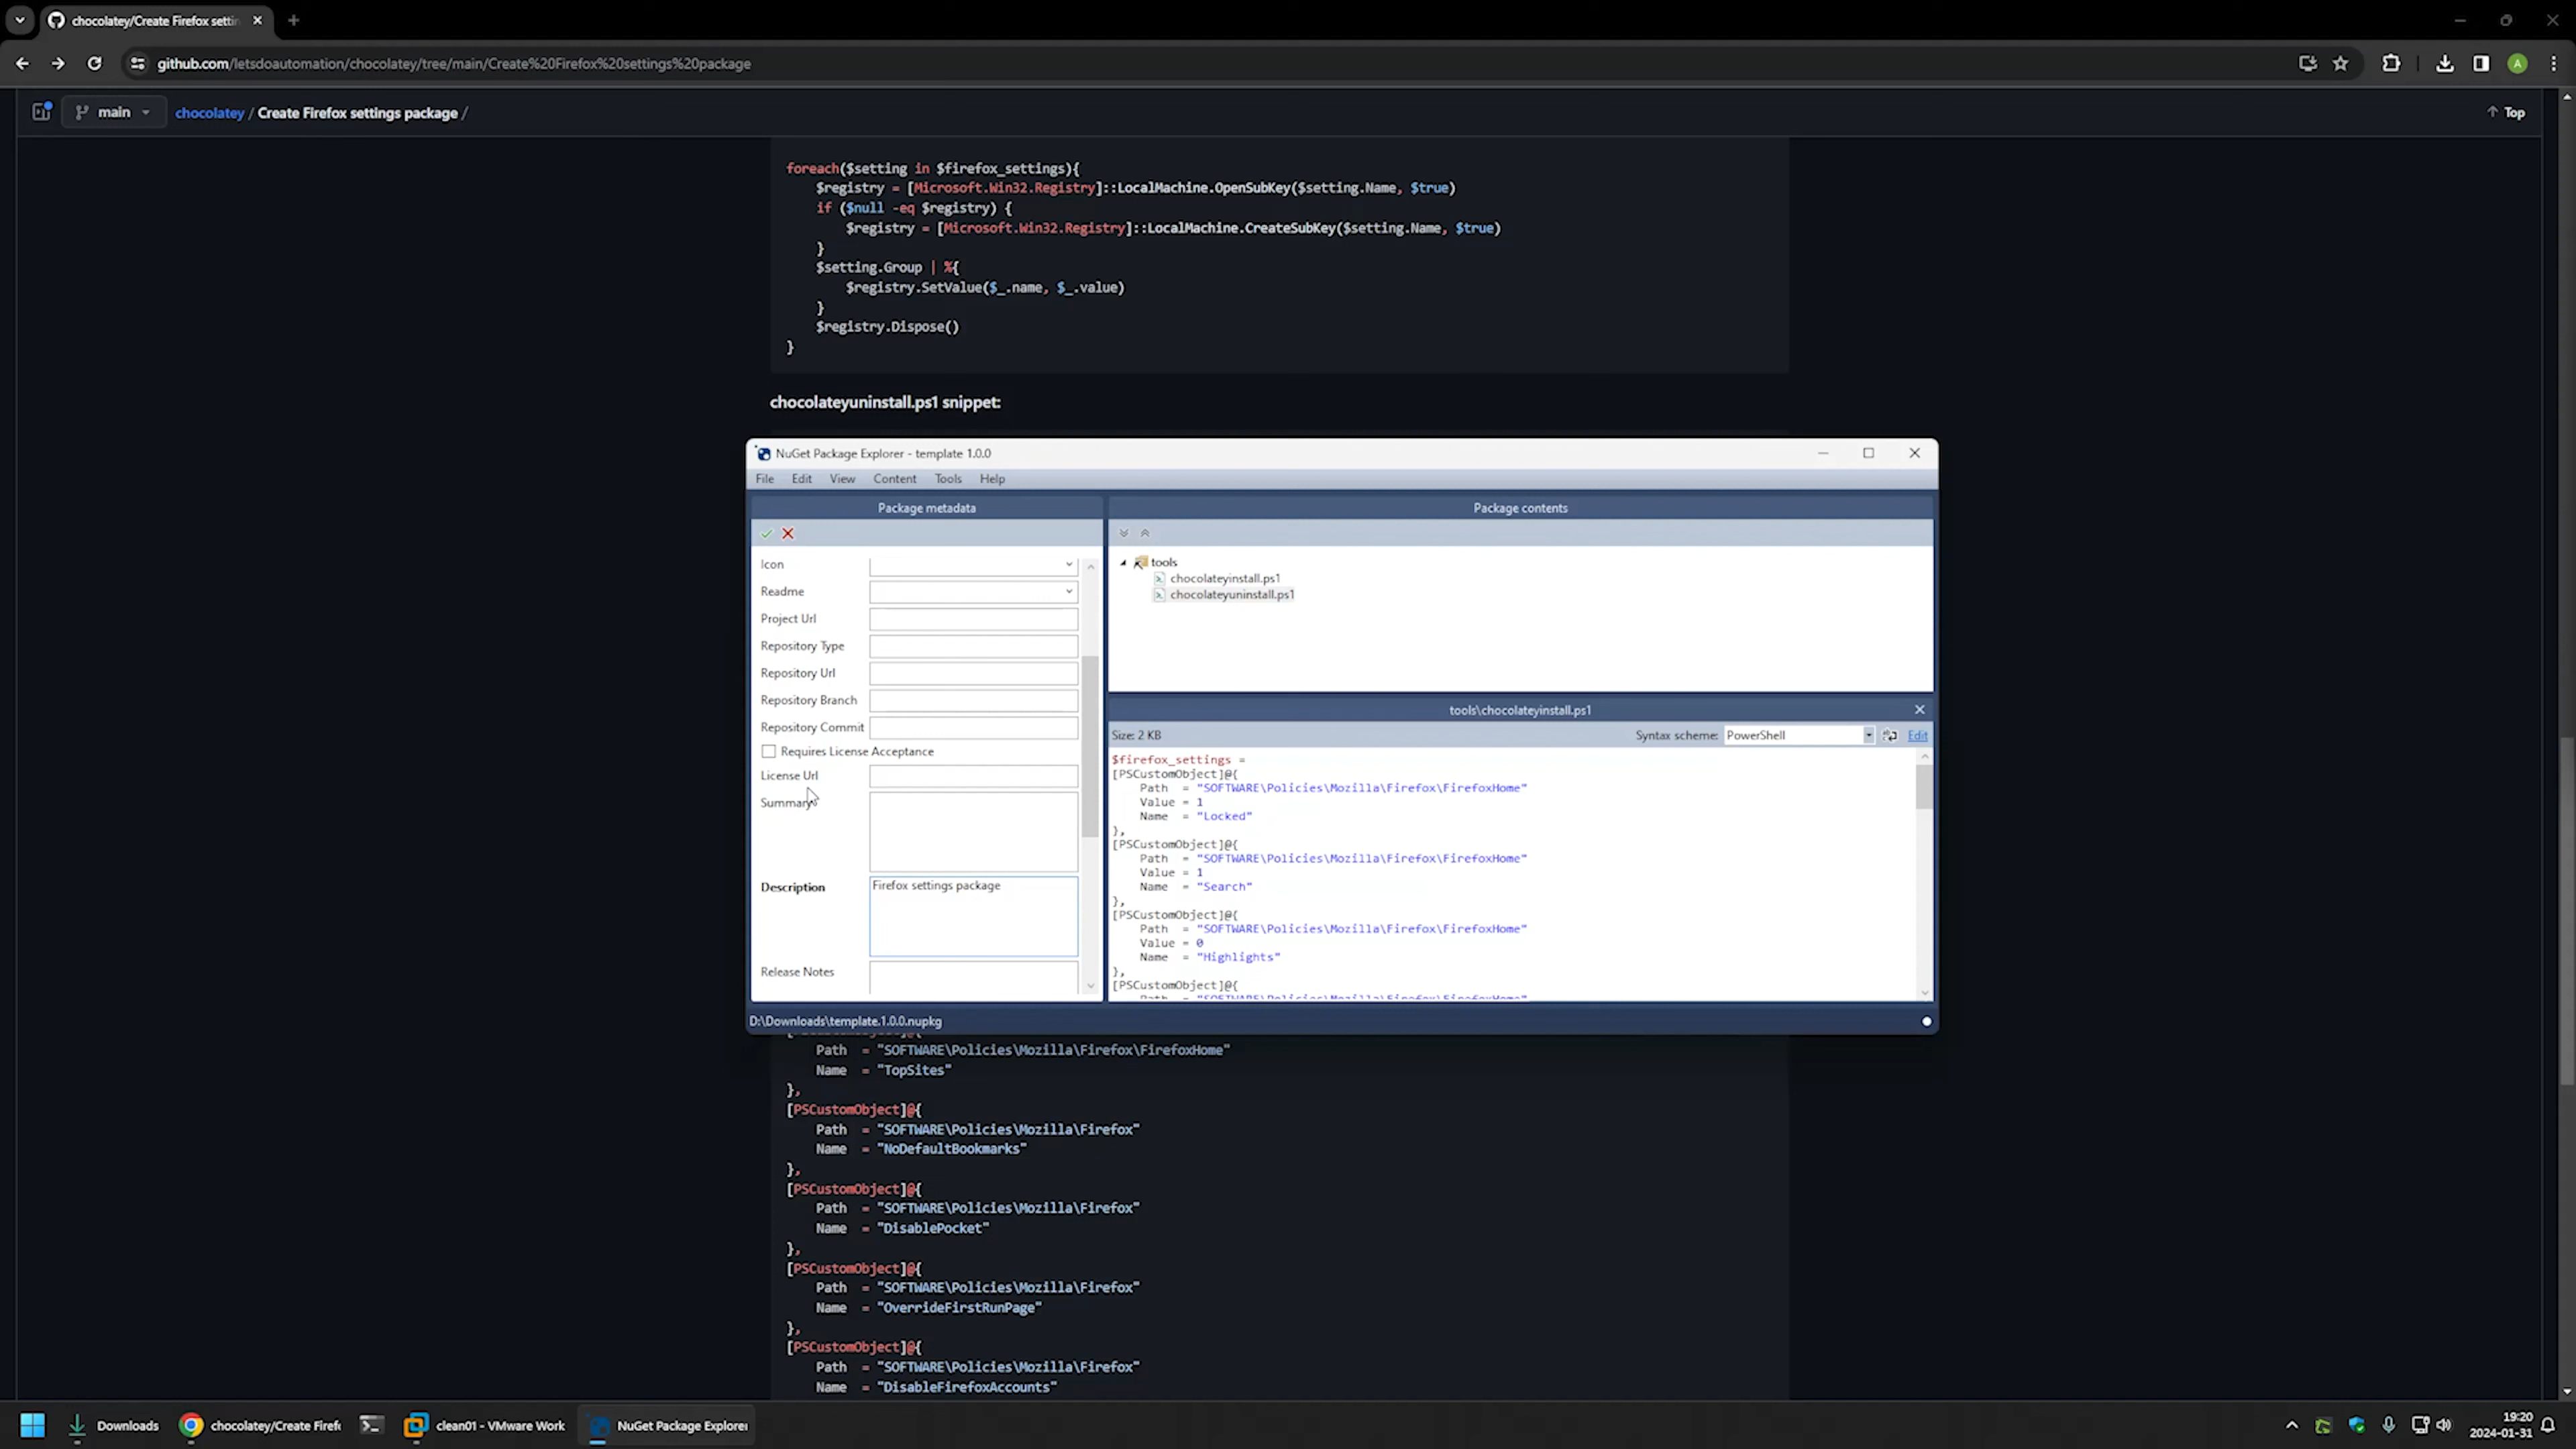 chocolatey/Create Firefox settin
github.com/letsdoautomation/chocolatey/tree/main/Create%20Firefox%20settings%20package
A
main
chocolatey / Create Firefox settings package /
Top
foreach($setting in $firefox_settings){
$registry = [Microsoft.Win32.Registry]::LocalMachine.OpenSubKey($setting.Name, $true)
if ($null -eq $registry) {
$registry = [Microsoft.Win32.Registry]::LocalMachine.CreateSubKey($setting.Name, $true)
}
$setting.Group | %{
$registry.SetValue($_.name, $_.value)
}
$registry.Dispose()
}
chocolateyuninstall.ps1 snippet:
NuGet Package Explorer - template 1.0.0
File Edit View Content Tools Help
Package metadata
Icon
Readme
Project Url
Repository Type
Repository Url
Repository Branch
Repository Commit
Requires License Acceptance
License Url
Summary
Description
Firefox settings package
Release Notes
Package contents
tools
chocolateyinstall.ps1
chocolateyuninstall.ps1
tools\chocolateyinstall.ps1
Size: 2 KB
Syntax scheme: PowerShell
Edit
$firefox_settings =
[PSCustomObject]@{
Path = "SOFTWARE\Policies\Mozilla\Firefox\FirefoxHome"
Value = 1
Name = "Locked"
},
[PSCustomObject]@{
Path = "SOFTWARE\Policies\Mozilla\Firefox\FirefoxHome"
Value = 1
Name = "Search"
},
[PSCustomObject]@{
Path = "SOFTWARE\Policies\Mozilla\Firefox\FirefoxHome"
Value = 0
Name = "Highlights"
},
[PSCustomObject]@{
Path = "SOFTWARE\Policies\Mozilla\Firefox\FirefoxHome"
D:\Downloads\template.1.0.0.nupkg
[PSCustomObject]@{
Path = "SOFTWARE\Policies\Mozilla\Firefox\FirefoxHome"
Name = "TopSites"
},
[PSCustomObject]@{
Path = "SOFTWARE\Policies\Mozilla\Firefox"
Name = "NoDefaultBookmarks"
},
[PSCustomObject]@{
Path = "SOFTWARE\Policies\Mozilla\Firefox"
Name = "DisablePocket"
},
[PSCustomObject]@{
Path = "SOFTWARE\Policies\Mozilla\Firefox"
Name = "OverrideFirstRunPage"
},
[PSCustomObject]@{
Path = "SOFTWARE\Policies\Mozilla\Firefox"
Name = "DisableFirefoxAccounts"
Downloads
chocolatey/Create Firefo
clean01 - VMware Work
NuGet Package Explorer
19:20
2024-01-31